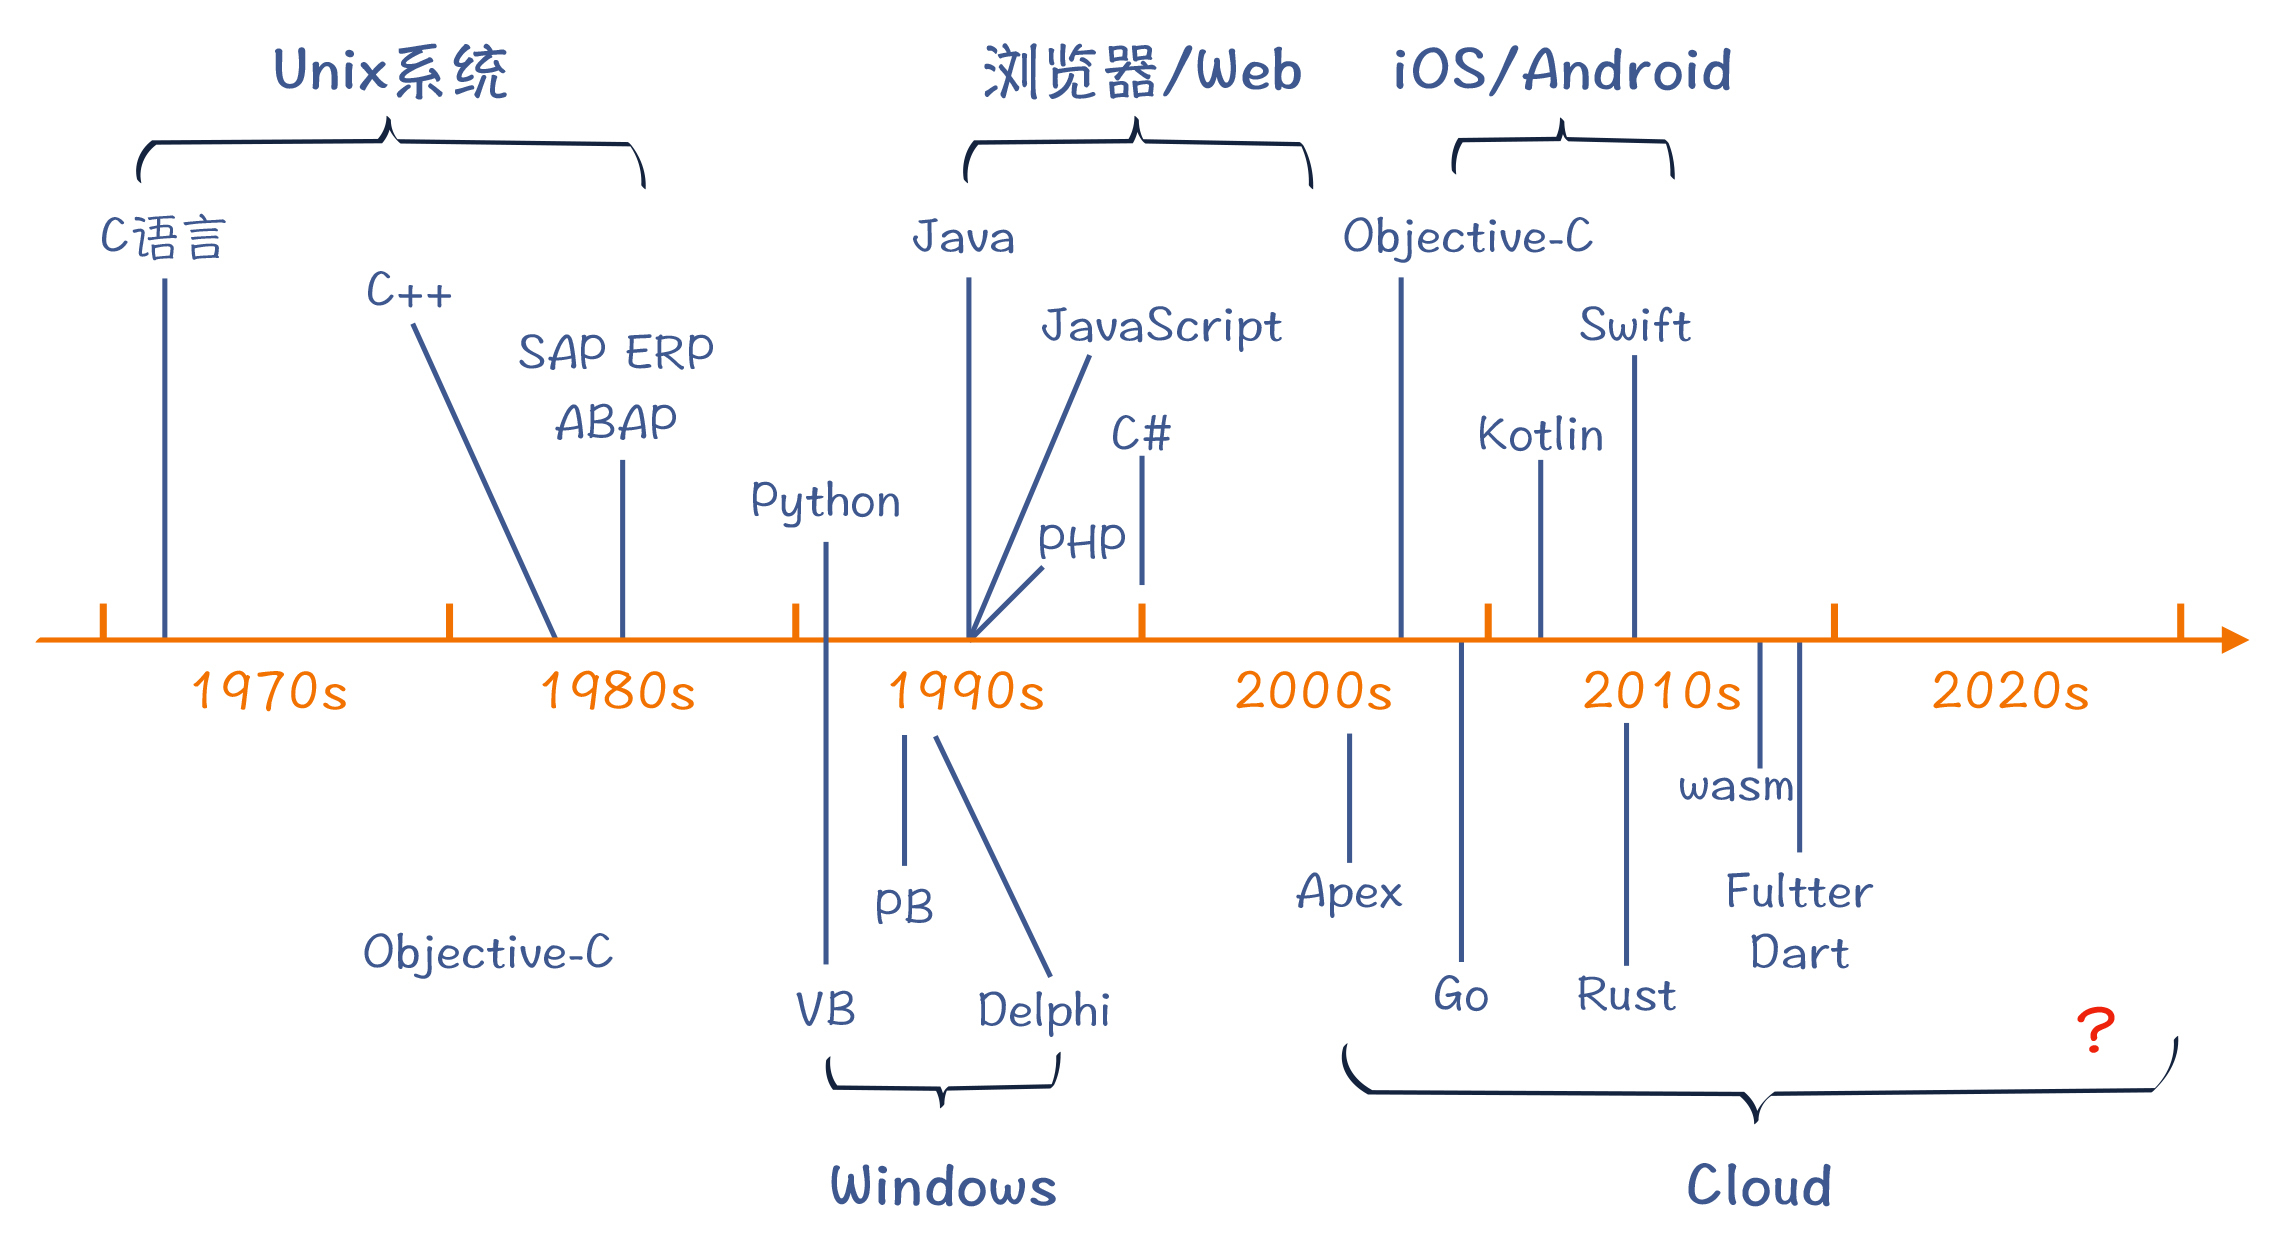 Unix系统
浏览器/Web
iOS/Android
C语言
Java
Objective-C
C++
JavaScript
Swift
SAP ERP
ABAP
C#
Kotlin
Python
PHP
1970s
1980s
1990s
2000s
2010s
2020s
wasm
PB
Apex
Fultter
Dart
Objective-C
VB
Delphi
Go
Rust
?
Windows
Cloud